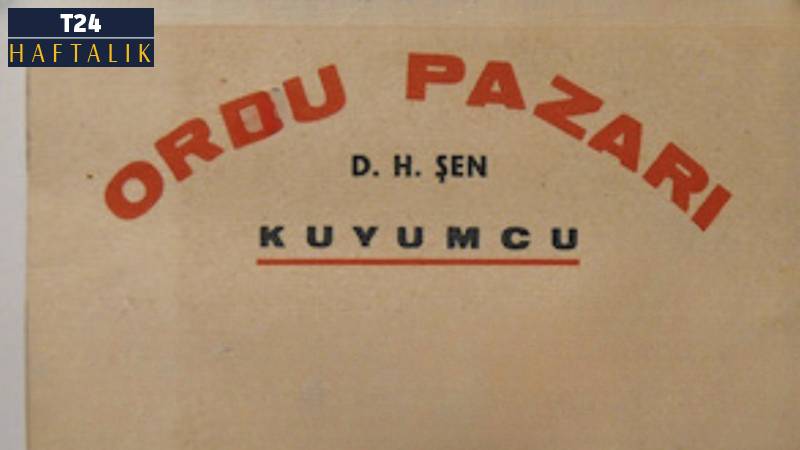 T24
HAFTALIK
ORDU PAZARI
D. H. ŞEN
KUYUMCU